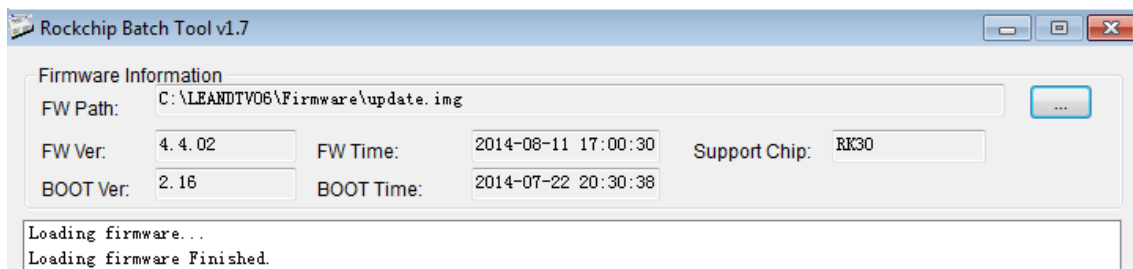 Rockchip Batch Tool v1.7
Firmware Information
FW Path: C:\LEANDTV06\Firmware\update.img ...
FW Ver: 4.4.02 FW Time: 2014-08-11 17:00:30 Support Chip: RK30
BOOT Ver: 2.16 BOOT Time: 2014-07-22 20:30:38
Loading firmware...
Loading firmware Finished.